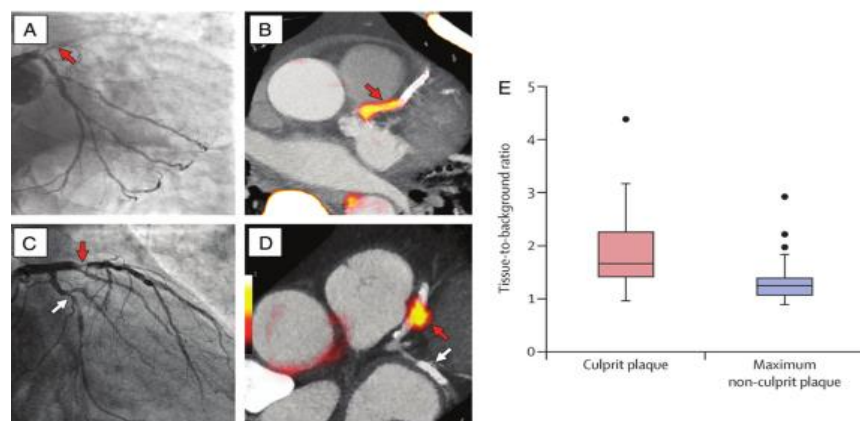 A
B
C
D
E
Tissue-to-background ratio
5
4
3
2
1
0
Culprit plaque
Maximum
non-culprit plaque